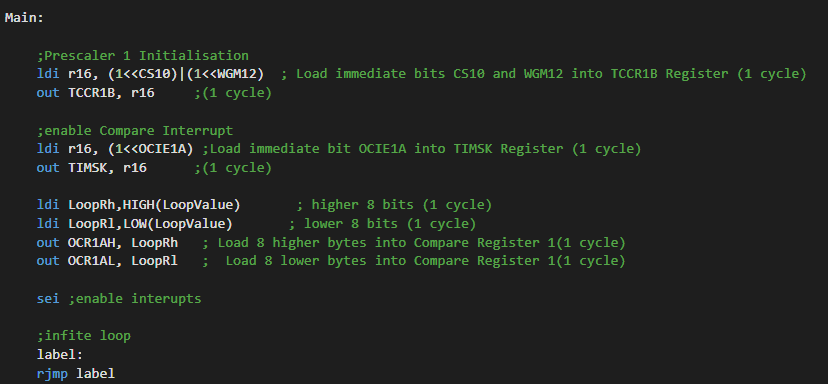 Main:
;Prescaler 1 Initialisation
ldi r16, (1<<CS10)|(1<<WGM12)  ; Load immediate bits CS10 and WGM12 into TCCR1B Register (1 cycle)
out TCCR1B, r16     ;(1 cycle)
;enable Compare Interrupt
ldi r16, (1<<OCIE1A) ;Load immediate bit OCIE1A into TIMSK Register (1 cycle)
out TIMSK, r16      ;(1 cycle)
ldi LoopRh,HIGH(LoopValue)       ; higher 8 bits (1 cycle)
ldi LoopRl,LOW(LoopValue)       ; lower 8 bits (1 cycle)
out OCR1AH, LoopRh   ; Load 8 higher bytes into Compare Register 1(1 cycle)
out OCR1AL, LoopRl   ;  Load 8 lower bytes into Compare Register 1(1 cycle)
sei ;enable interupts
;infite loop
label:
rjmp label